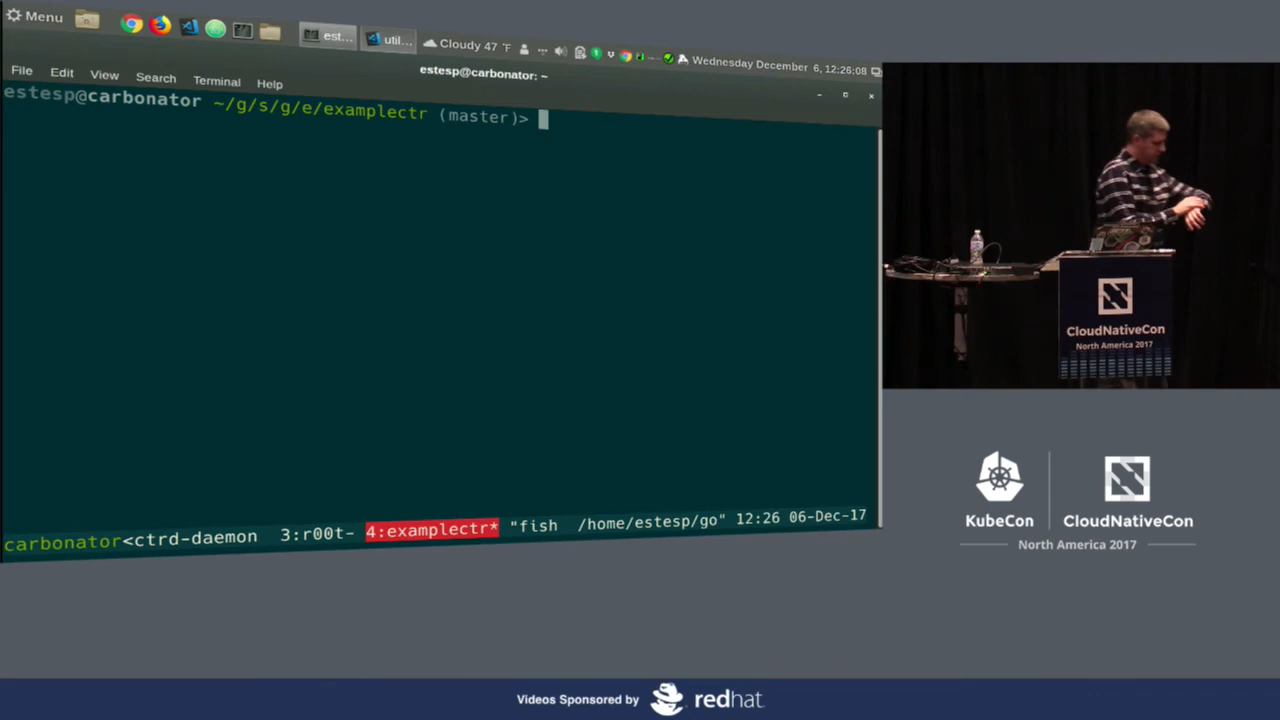 Menu
est...
util...
Cloudy 47 °F
Wednesday December 6, 12:26:08
estesp@carbonator: ~
File Edit View Search Terminal Help
estesp@carbonator ~/g/s/g/e/examplectr (master)>
carbonator<ctrd-daemon 3:r00t- 4:examplectr* "fish /home/estesp/go" 12:26 06-Dec-17
CloudNativeCon
North America 2017
KubeCon
CloudNativeCon
North America 2017
Videos Sponsored by
redhat.